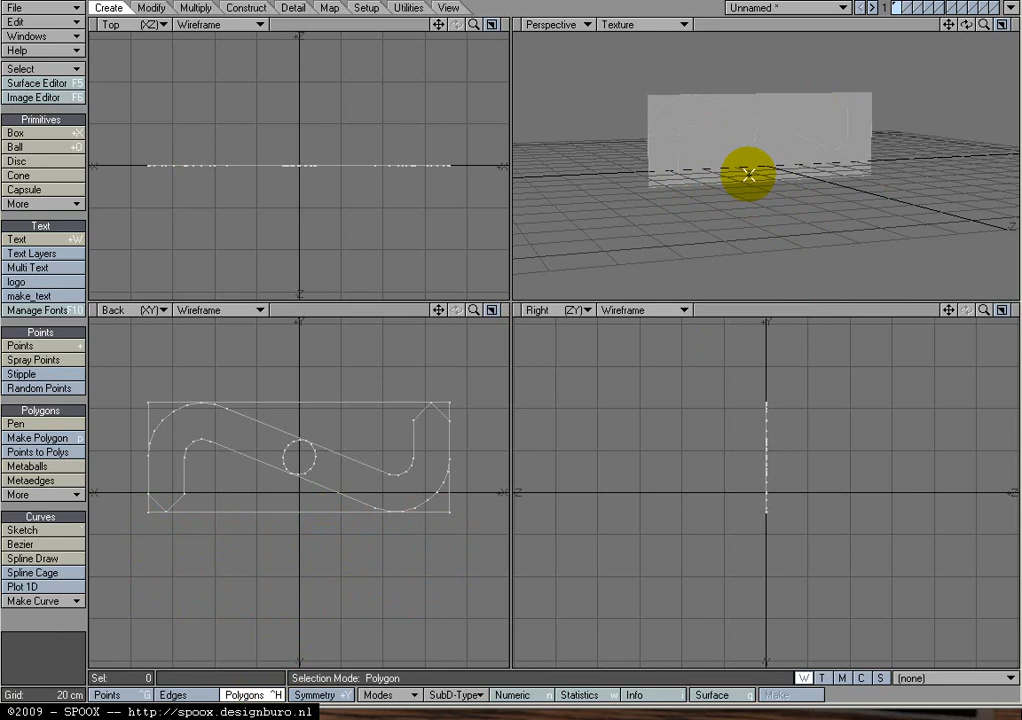 File
Edit
Windows
Help
Select
Surface Editor F5
Image Editor F6
Primitives
Box +X
Ball +O
Disc
Cone
Capsule
More
Text
Text +W
Text Layers
Multi Text
logo
make_text
Manage Fonts F10
Points
Points +
Spray Points
Stipple
Random Points
Polygons
Pen
Make Polygon p
Points to Polys
Metaballs
Metaedges
More
Curves
Sketch
Bezier
Spline Draw
Spline Cage
Plot 1D
Make Curve
Create Modify Multiply Construct Detail Map Setup Utilities View Unnamed * 1
Top (XZ) Wireframe
Perspective Texture
Back (XY) Wireframe
Right (ZY) Wireframe
Sel: 0 Selection Mode: Polygon W T M C S (none)
Grid: 20 cm Points ^G Edges Polygons ^H Symmetry +Y Modes SubD-Type Numeric n Statistics w Info i Surface q Make
©2009 - SPOOX -- http://spoox.designburo.nl